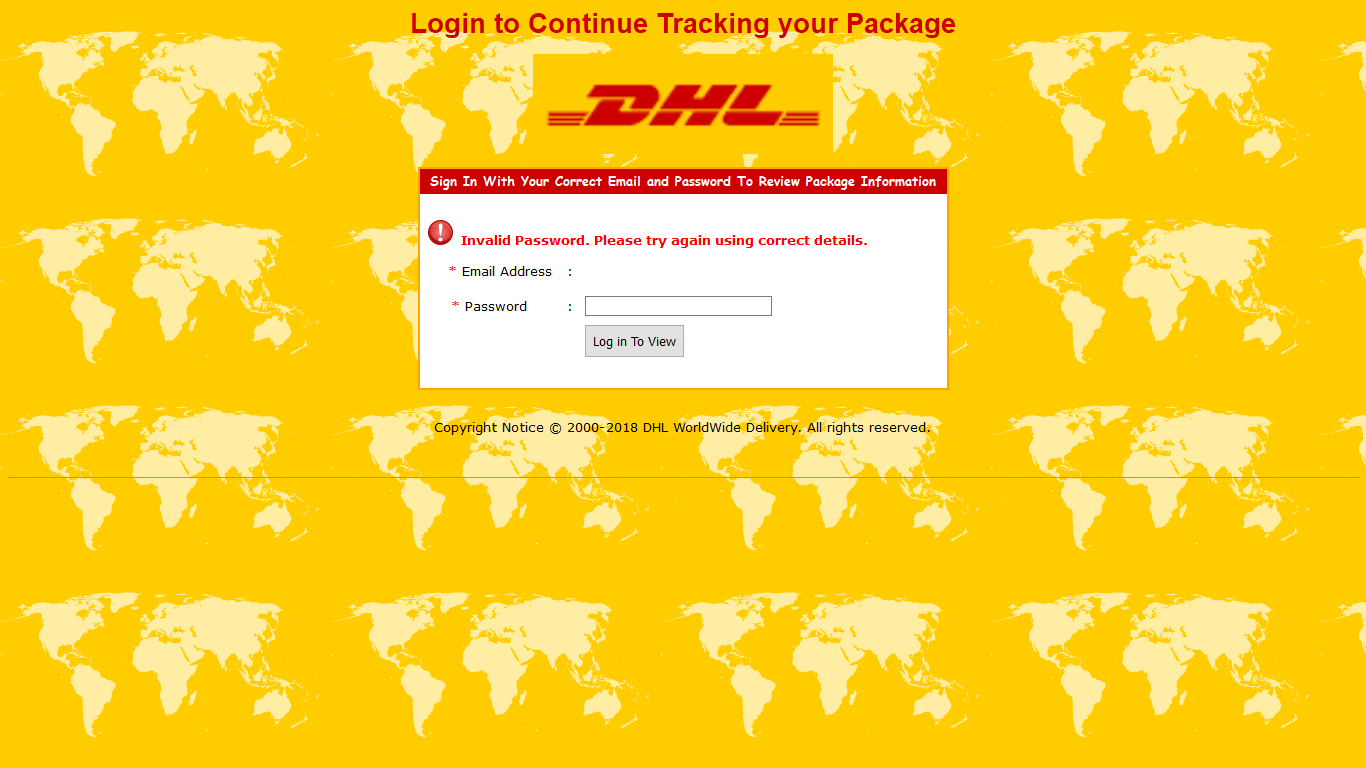 Login to Continue Tracking your Package
DHL
Sign In With Your Correct Email and Password To Review Package Information
Invalid Password. Please try again using correct details.
* Email Address :
* Password :
Log in To View
Copyright Notice © 2000-2018 DHL WorldWide Delivery. All rights reserved.